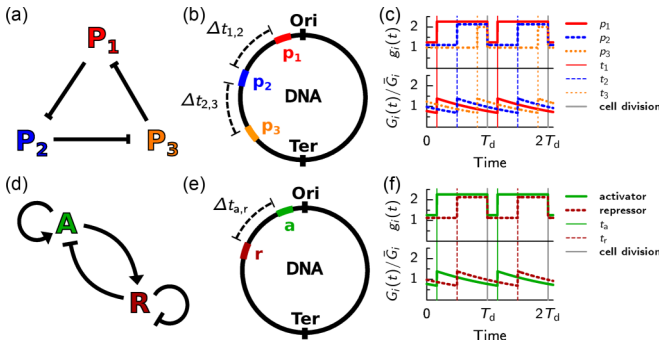 (a)
P1
P2
P3
(b)
Ori
Δt1,2
p1
p2
DNA
Δt2,3
p3
Ter
(c)
gi(t)
2
1
Gi(t)/Ḡi
2
1
0 Td 2Td
Time
p1
p2
p3
t1
t2
t3
cell division
(d)
A
R
(e)
Ori
Δta,r
a
r
DNA
Ter
(f)
gi(t)
2
1
Gi(t)/Ḡi
2
1
0 Td 2Td
Time
activator
repressor
ta
tr
cell division